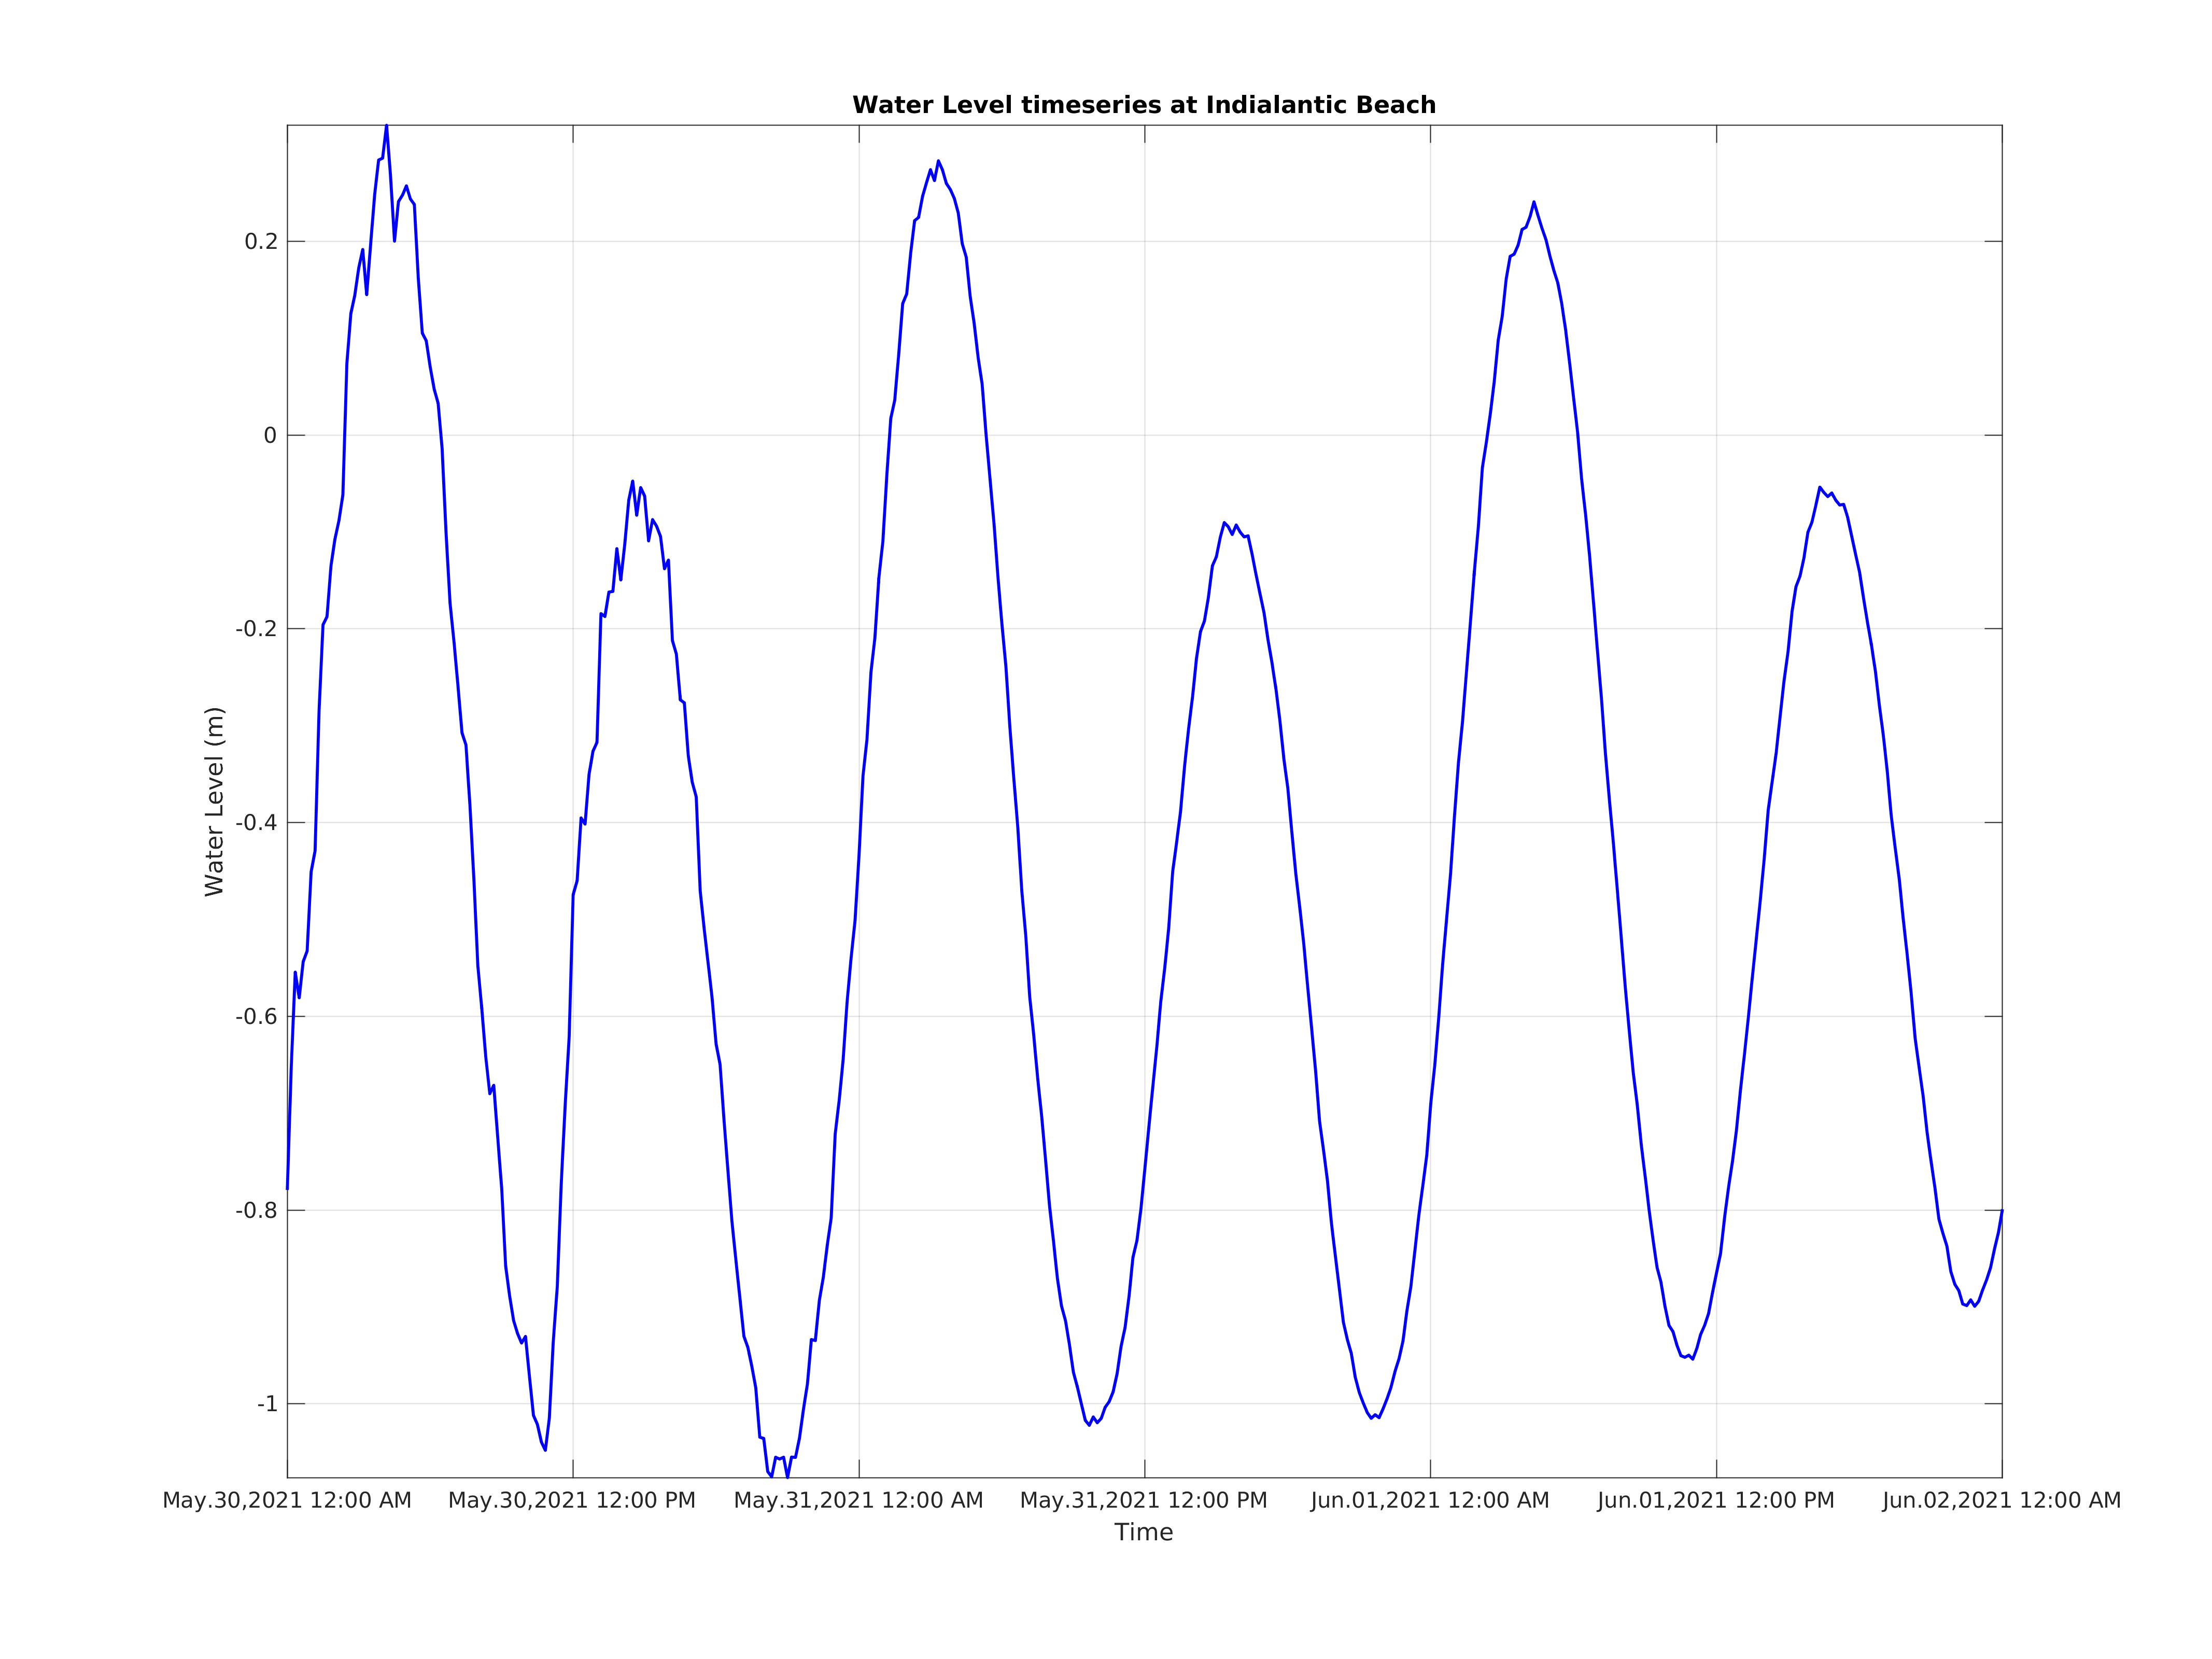 Water Level timeseries at Indialantic Beach
0.2
0
-0.2
-0.4
-0.6
-0.8
-1
Water Level (m)
May.30,2021 12:00 AM May.30,2021 12:00 PM May.31,2021 12:00 AM May.31,2021 12:00 PM Jun.01,2021 12:00 AM Jun.01,2021 12:00 PM Jun.02,2021 12:00 AM
Time